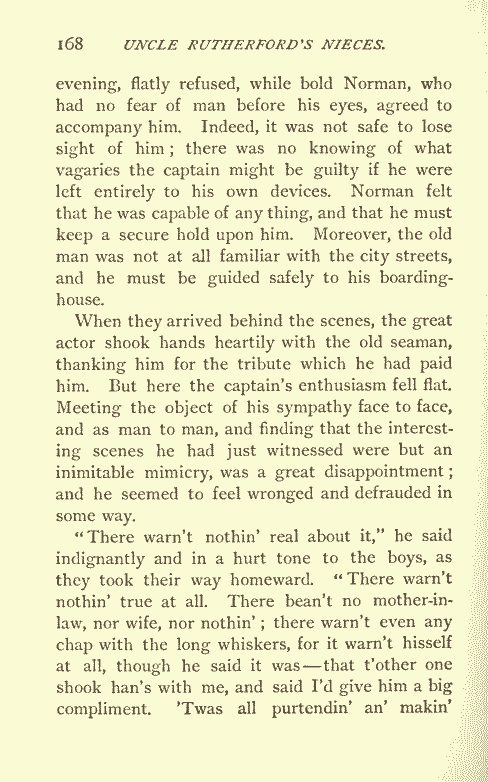 168 UNCLE RUTHERFORD'S NIECES.
evening, flatly refused, while bold Norman, who
had no fear of man before his eyes, agreed to
accompany him. Indeed, it was not safe to lose
sight of him; there was no knowing of what
vagaries the captain might be guilty if he were
left entirely to his own devices. Norman felt
that he was capable of any thing, and that he must
keep a secure hold upon him. Moreover, the old
man was not at all familiar with the city streets,
and he must be guided safely to his boarding-
house.
When they arrived behind the scenes, the great
actor shook hands heartily with the old seaman,
thanking him for the tribute which he had paid
him. But here the captain's enthusiasm fell flat.
Meeting the object of his sympathy face to face,
and as man to man, and finding that the interest-
ing scenes he had just witnessed were but an
inimitable mimicry, was a great disappointment;
and he seemed to feel wronged and defrauded in
some way.
"There warn't nothin' real about it," he said
indignantly and in a hurt tone to the boys, as
they took their way homeward. "There warn't
nothin' true at all. There bean't no mother-in-
law, nor wife, nor nothin'; there warn't even any
chap with the long whiskers, for it warn't hisself
at all, though he said it was—that t'other one
shook han's with me, and said I'd give him a big
compliment. 'Twas all purtendin' an' makin'